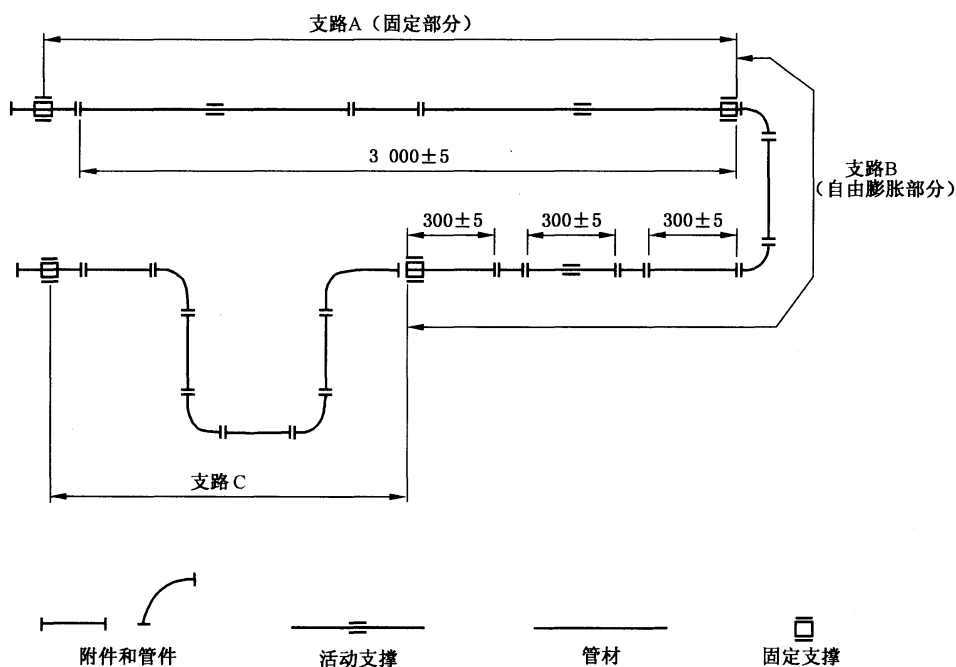 支路A（固定部分）
3 000±5
支路B
（自由膨胀部分）
300±5
300±5
300±5
支路C
附件和管件
活动支撑
管材
固定支撑